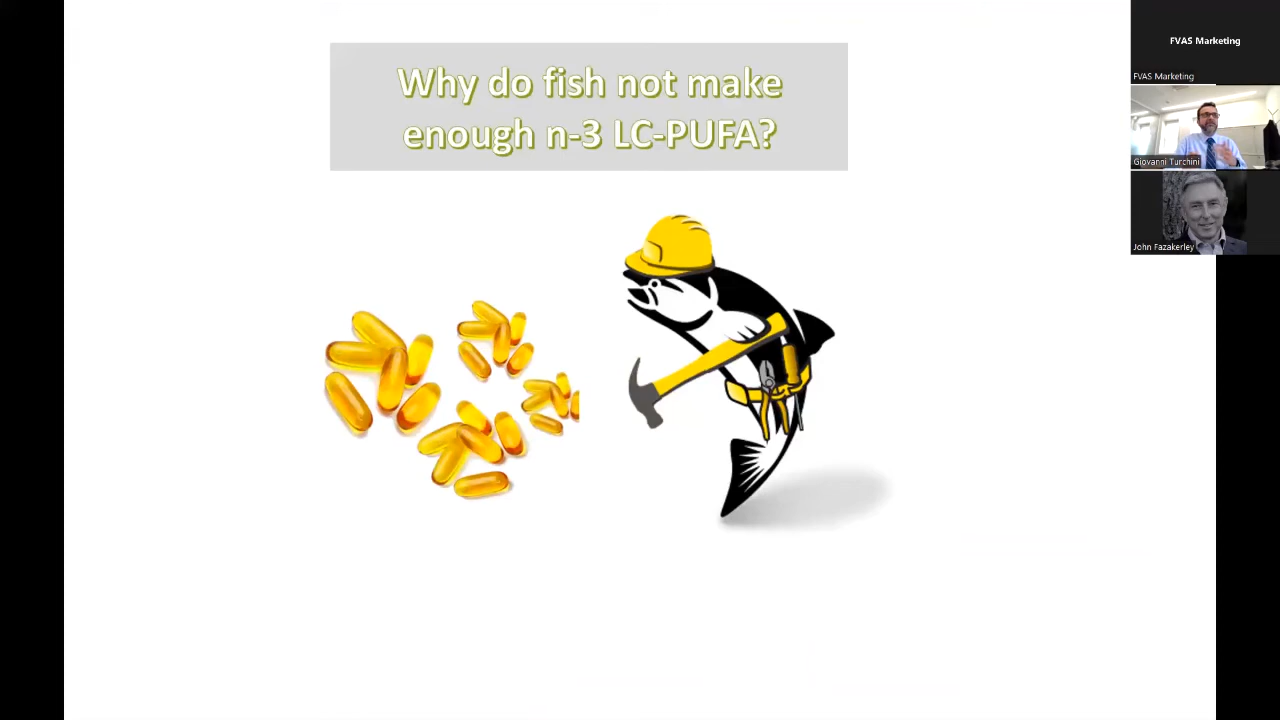 Why do fish not make
enough n-3 LC-PUFA?
FVAS Marketing
FVAS Marketing
Giovanni Turchini
John Fazakerley